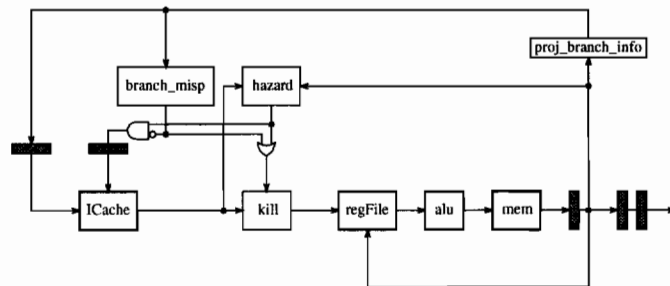 proj_branch_info
branch_misp
hazard
ICache
kill
regFile
alu
mem